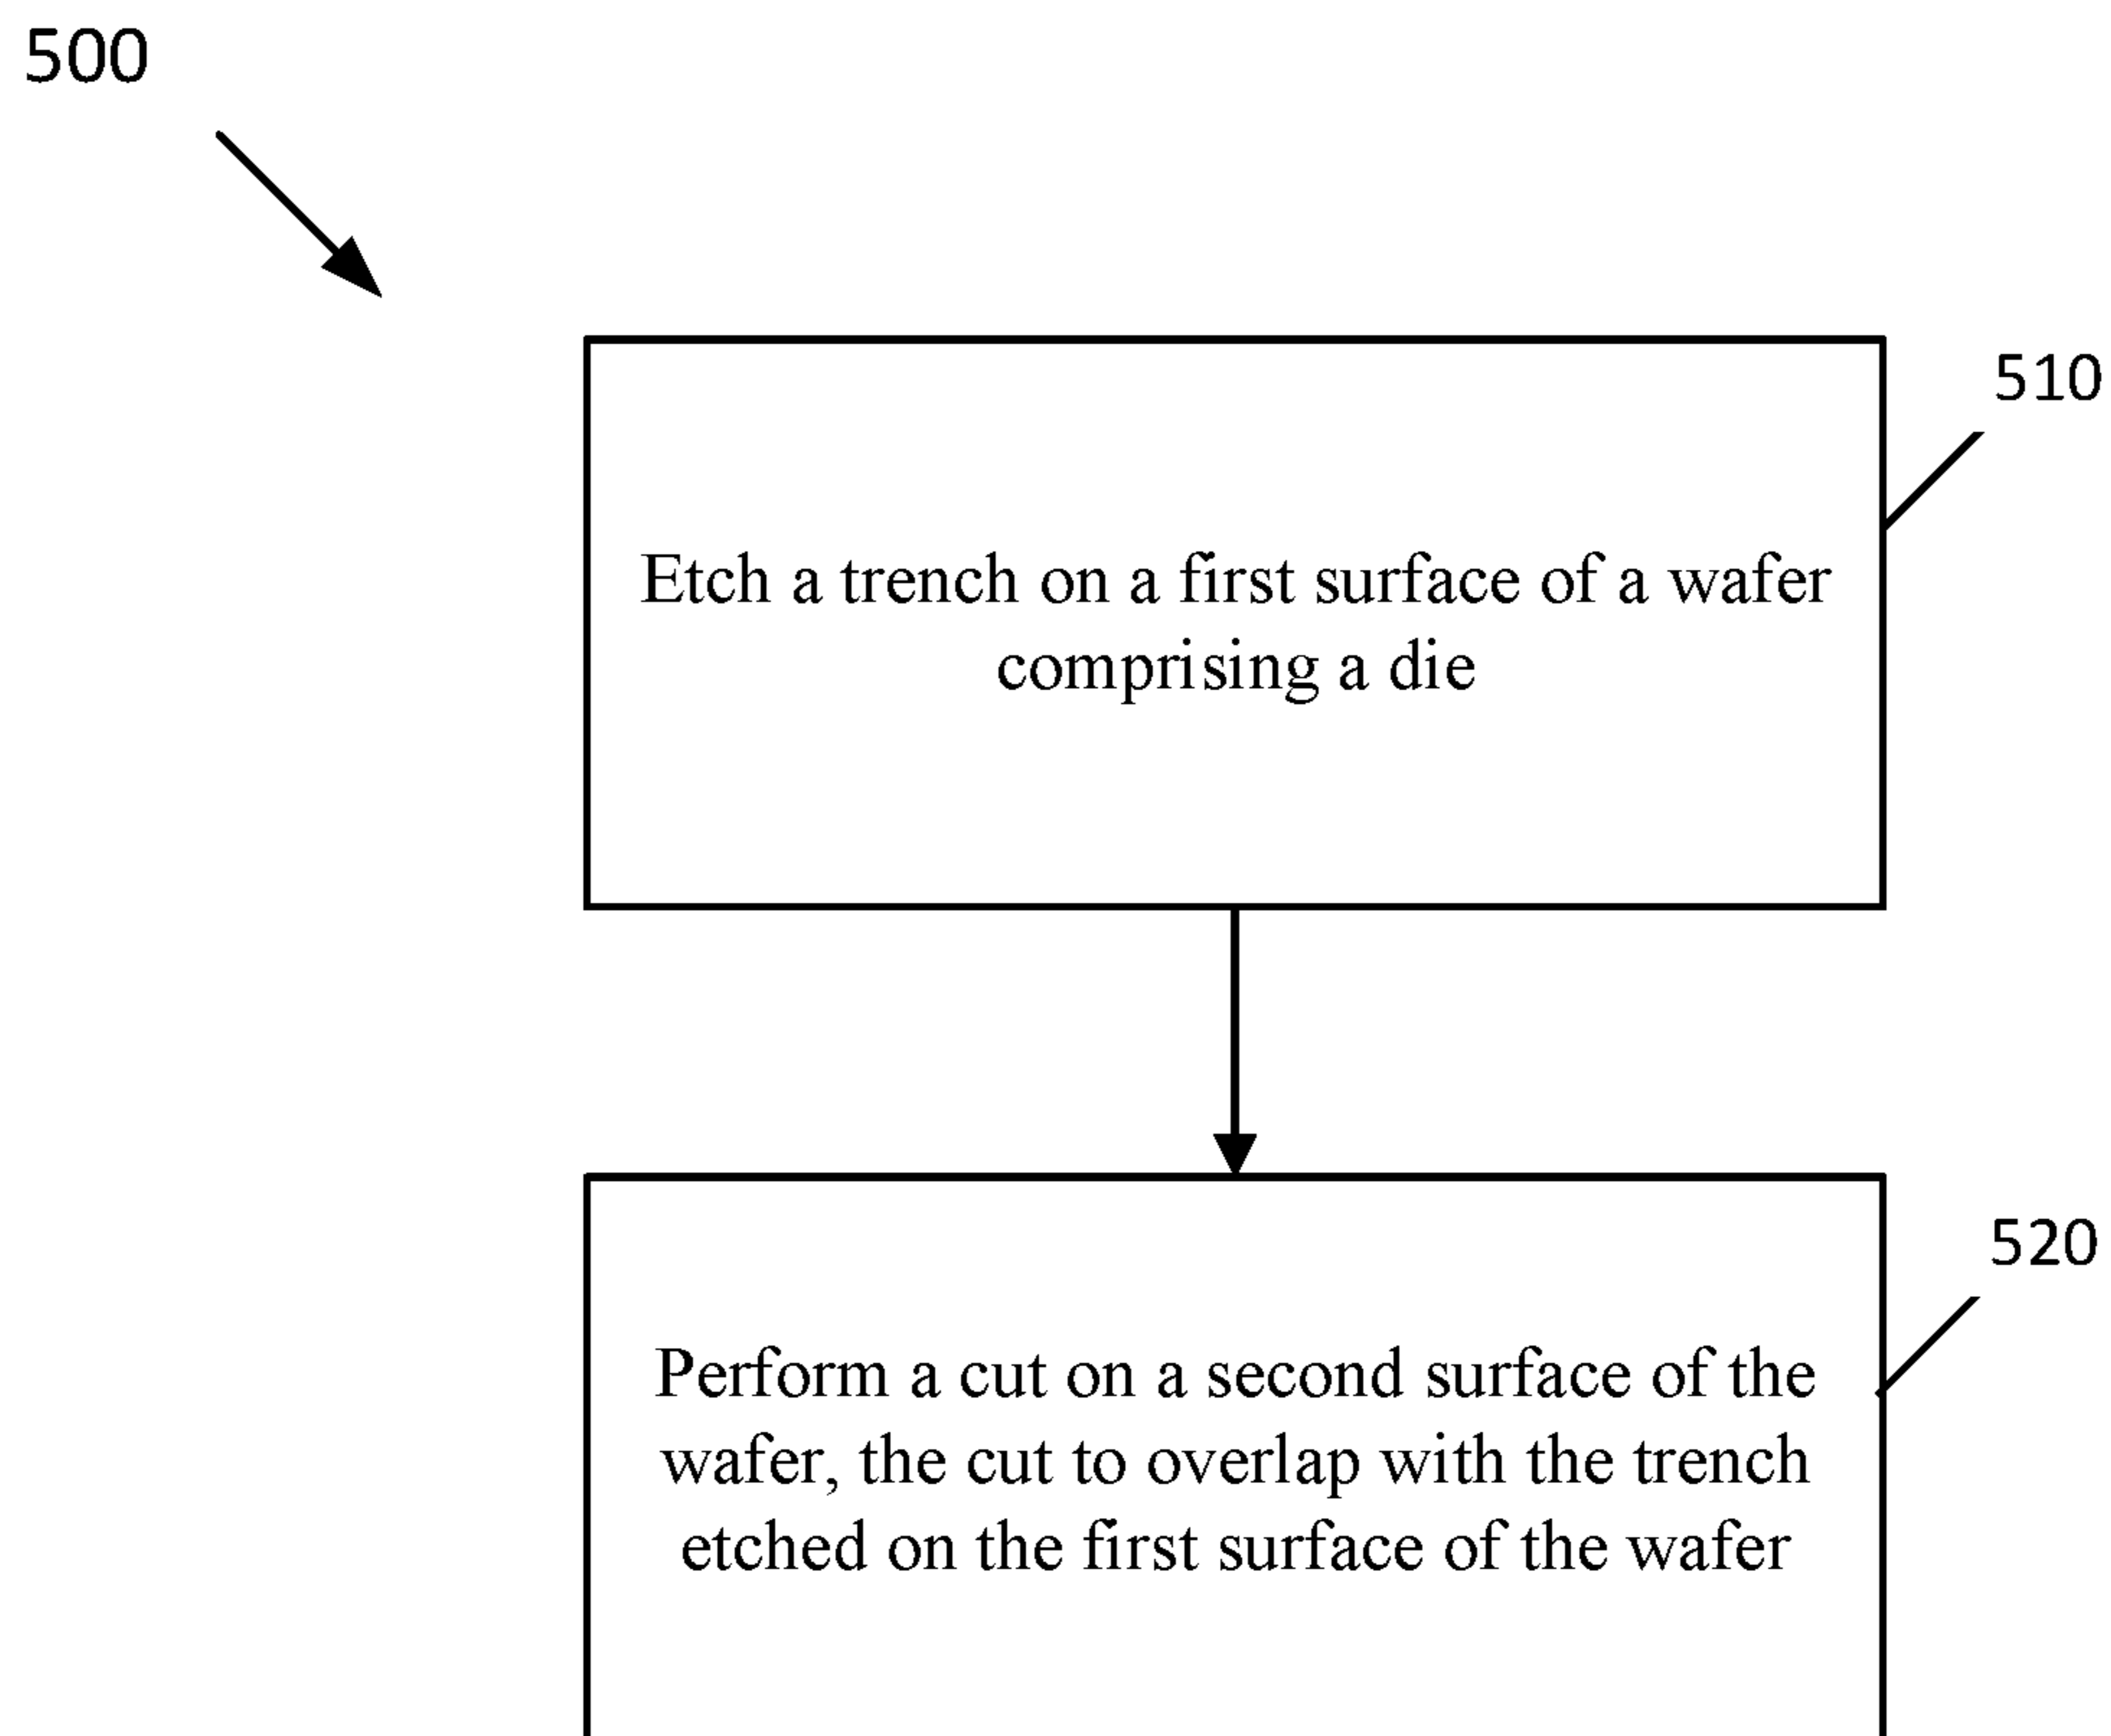 500
510
Etch a trench on a first surface of a wafer
comprising a die
520
Perform a cut on a second surface of the
wafer, the cut to overlap with the trench
etched on the first surface of the wafer